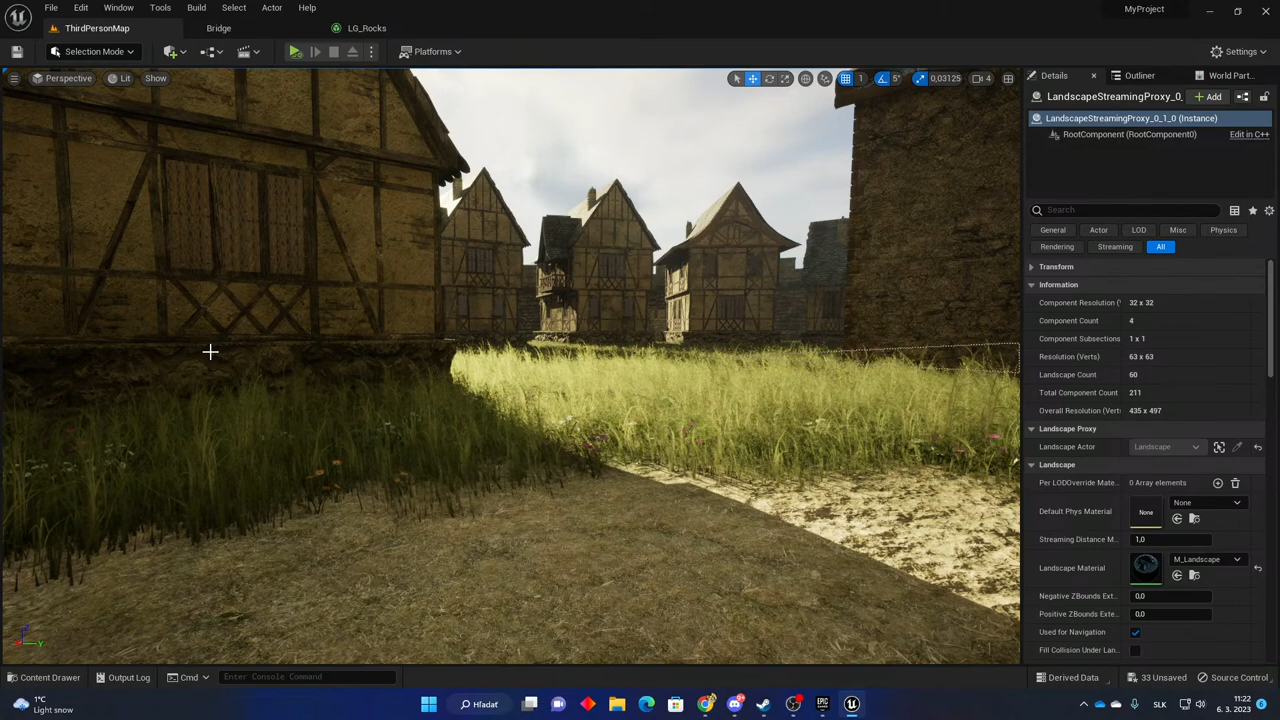 File Edit Window Tools Build Select Actor Help
MyProject
ThirdPersonMap Bridge LG_Rocks
Selection Mode Platforms Settings
Perspective Lit Show 1 5° 0,03125 4
Details Outliner World Part...
LandscapeStreamingProxy_0_ Add
LandscapeStreamingProxy_0_1_0 (Instance)
RootComponent (RootComponent0) Edit in C++
Search
General Actor LOD Misc Physics
Rendering Streaming All
Transform
Information
Component Resolution (V 32 x 32
Component Count 4
Component Subsections 1 x 1
Resolution (Verts) 63 x 63
Landscape Count 60
Total Component Count 211
Overall Resolution (Verts 435 x 497
Landscape Proxy
Landscape Actor Landscape
Landscape
Per LODOverride Mate... 0 Array elements
Default Phys Material None None
Streaming Distance M... 1,0
Landscape Material M_Landscape
Negative ZBounds Ext... 0,0
Positive ZBounds Exte... 0,0
Used for Navigation
Fill Collision Under Lan...
Z Y
Content Drawer Output Log Cmd Enter Console Command Derived Data 33 Unsaved Source Control
1°C
Light snow
Hľadať
EPIC
GAMES
SLK
11:22
6. 3. 2023